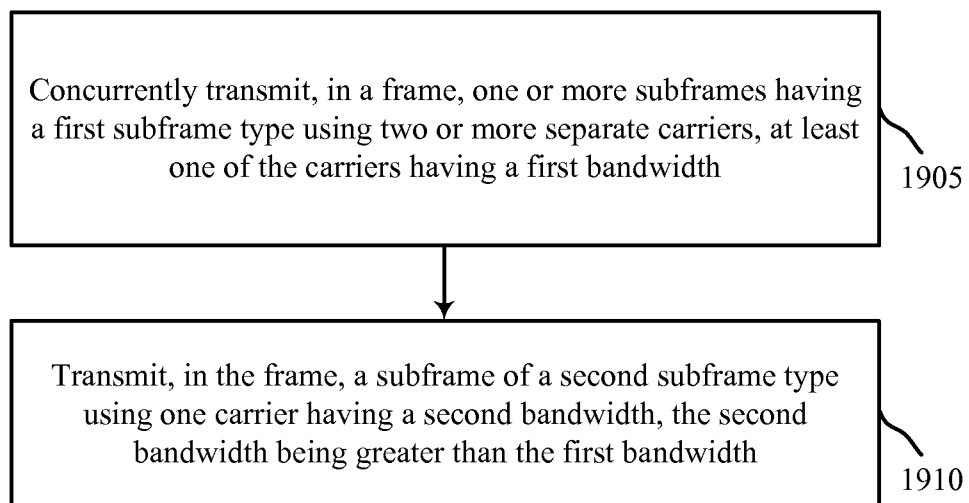 Concurrently transmit, in a frame, one or more subframes having
a first subframe type using two or more separate carriers, at least
one of the carriers having a first bandwidth
1905
Transmit, in the frame, a subframe of a second subframe type
using one carrier having a second bandwidth, the second
bandwidth being greater than the first bandwidth
1910